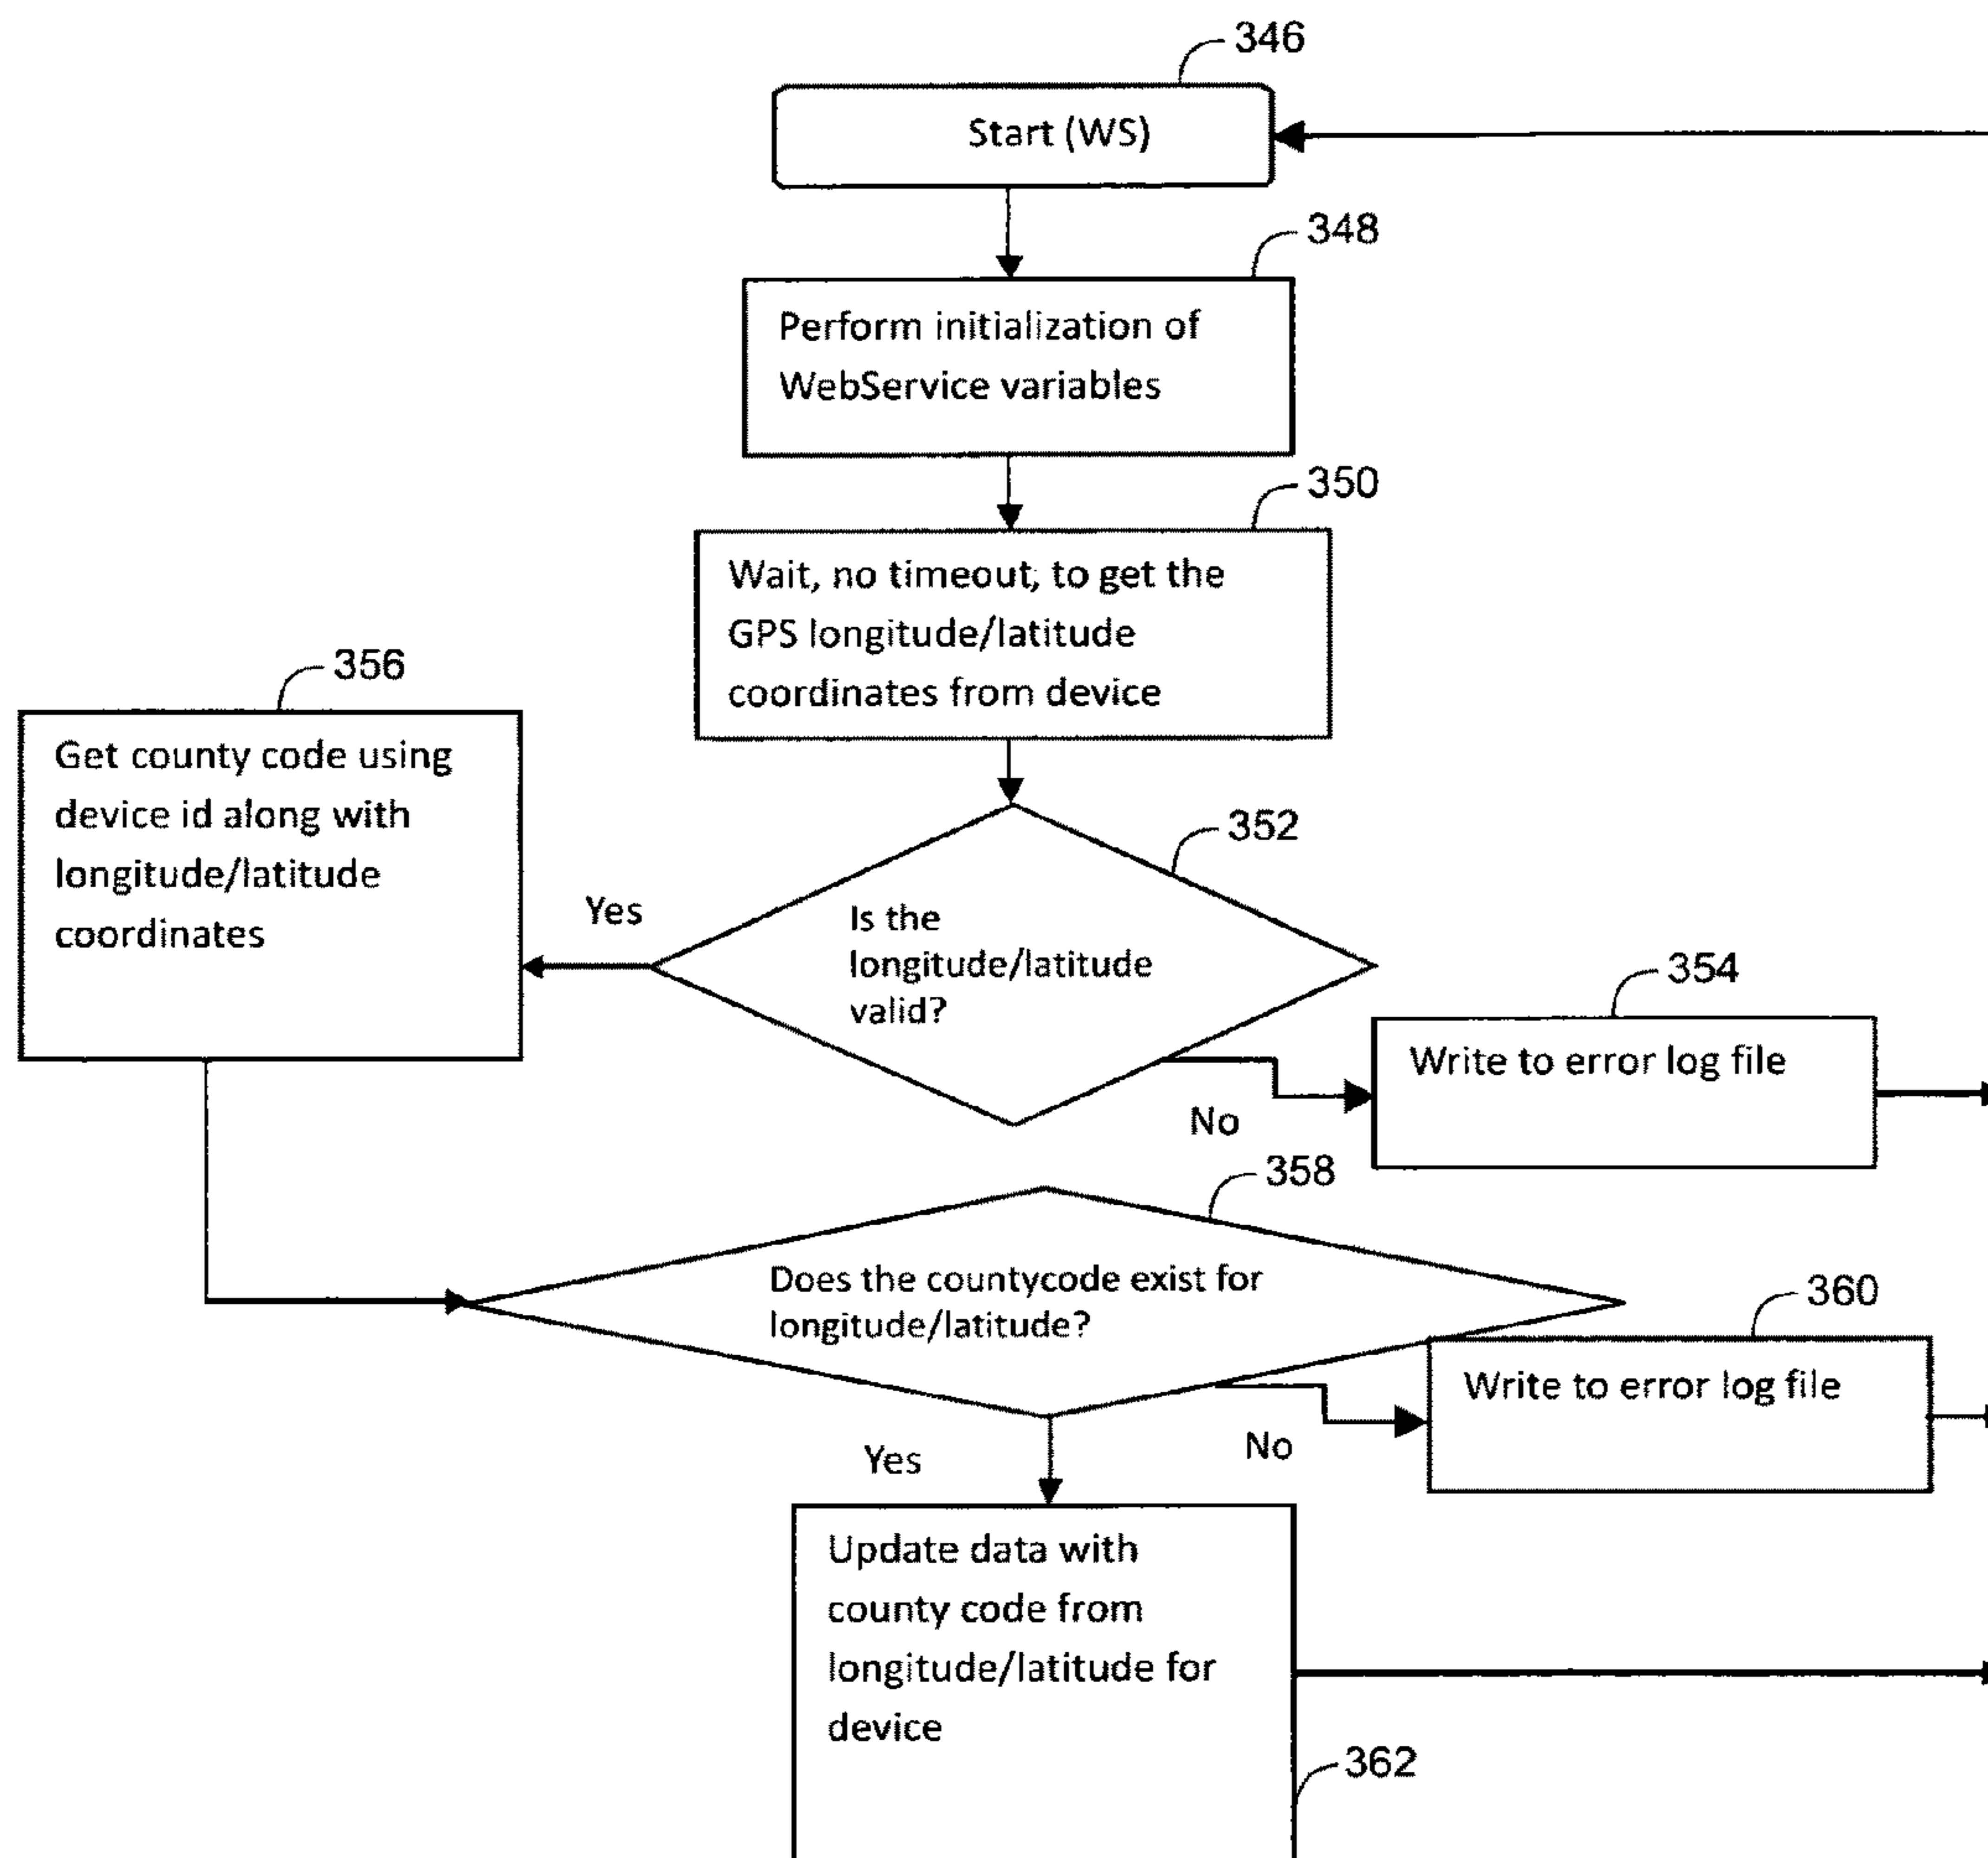 346
Start (WS)
348
Perform initialization of
WebService variables
350
Wait, no timeout, to get the
GPS longitude/latitude
coordinates from device
356
Get county code using
device id along with
longitude/latitude
coordinates
352
Yes
Is the
longitude/latitude
valid?
354
Write to error log file
No
358
Does the countycode exist for
longitude/latitude?
360
Write to error log file
No
Yes
Update data with
county code from
longitude/latitude for
device
362